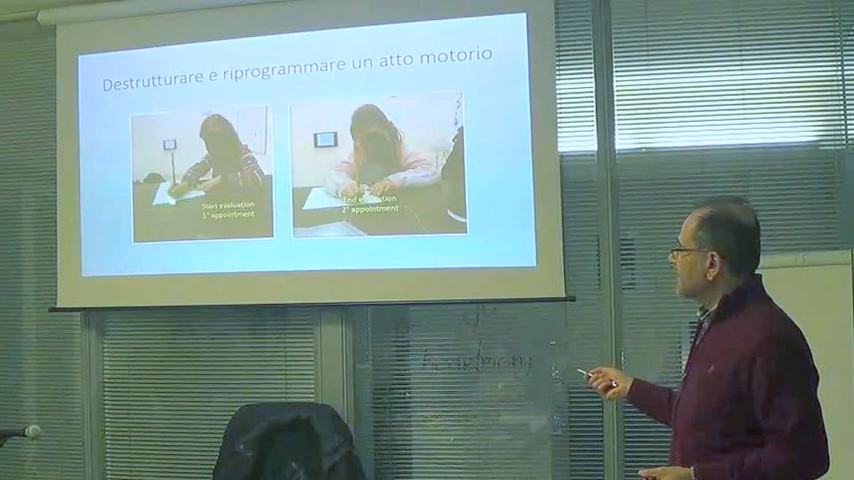 Destrutturare e riprogrammare un atto motorio
Start evaluation
1° appointment
End evaluation
2° appointment